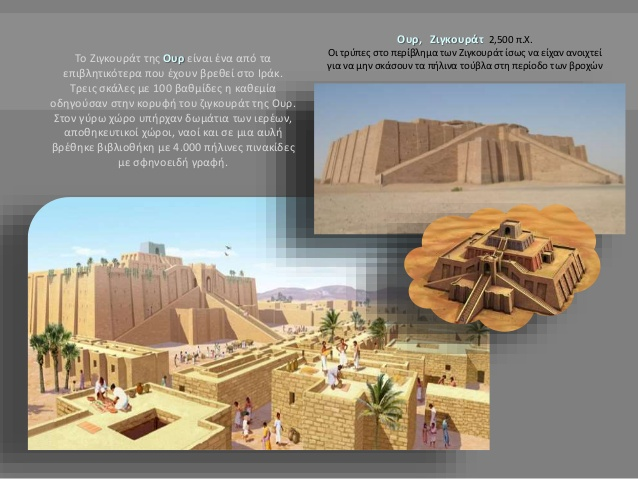 Ουρ, Ζιγκουράτ 2,500 π.Χ.
Οι τρύπες στο περίβλημα των Ζιγκουράτ ίσως να είχαν ανοιχτεί
για να μην σκάσουν τα πήλινα τούβλα στη περίοδο των βροχών
Το Ζιγκουράτ της Ουρ είναι ένα από τα
επιβλητικότερα που έχουν βρεθεί στο Ιράκ.
Τρεις σκάλες με 100 βαθμίδες η καθεμία
οδηγούσαν στην κορυφή του ζιγκουράτ της Ουρ.
Στον γύρω χώρο υπήρχαν δωμάτια των ιερέων,
αποθηκευτικοί χώροι, ναοί και σε μια αυλή
βρέθηκε βιβλιοθήκη με 4.000 πήλινες πινακίδες
με σφηνοειδή γραφή.